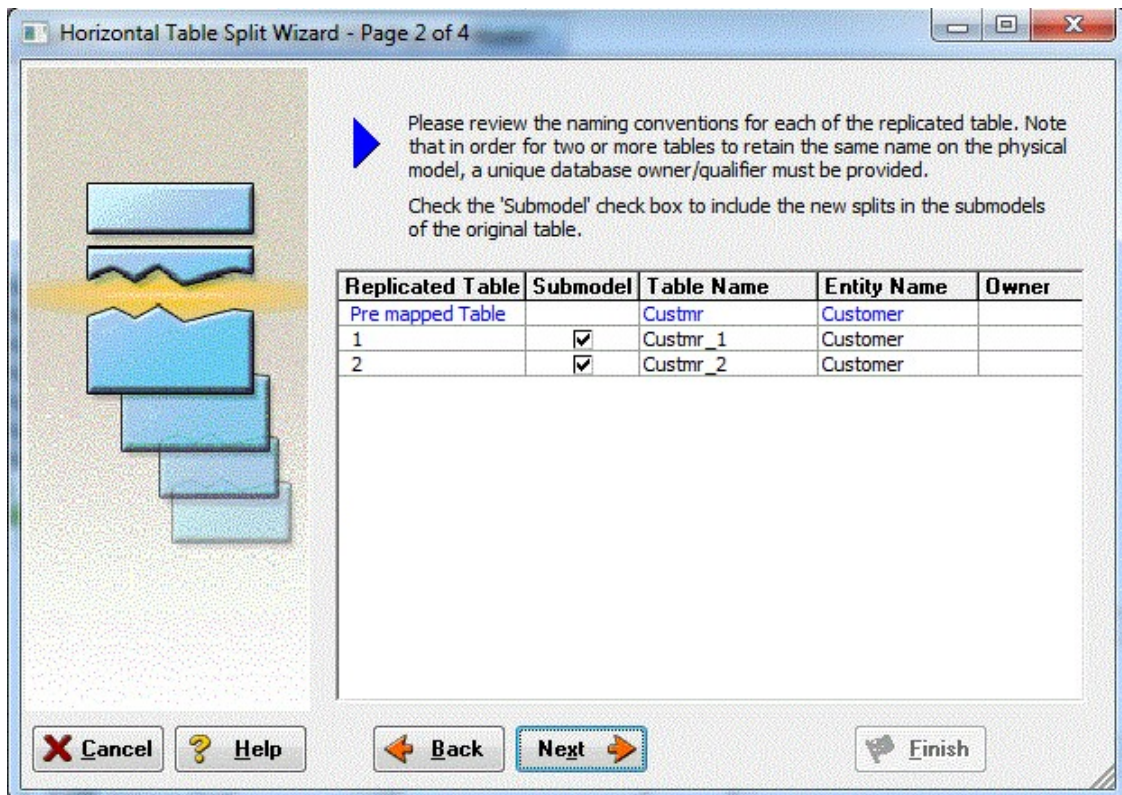 Horizontal Table Split Wizard - Page 2 of 4
Please review the naming conventions for each of the replicated table. Note
that in order for two or more tables to retain the same name on the physical
model, a unique database owner/qualifier must be provided.
Check the 'Submodel' check box to include the new splits in the submodels
of the original table.
Replicated Table Submodel Table Name Entity Name Owner
Pre mapped Table Custmr Customer
1 Custmr_1 Customer
2 Custmr_2 Customer
Cancel Help Back Next Finish